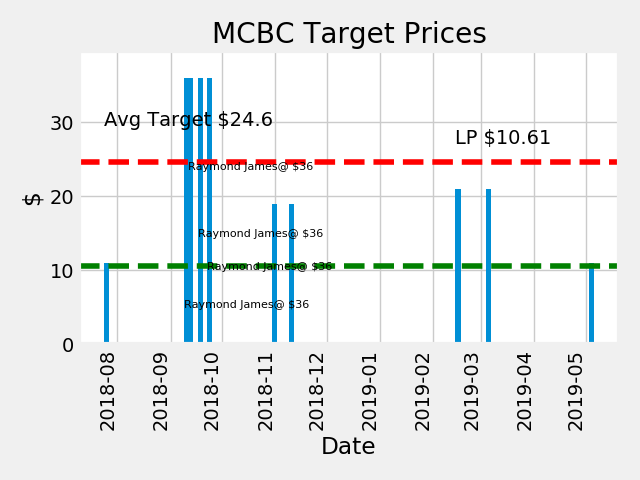 MCBC Target Prices
Avg Target $24.6
LP $10.61
Raymond James@ $36
Raymond James@ $36
Raymond James@ $36
Raymond James@ $36
$
30
20
10
0
2018-08
2018-09
2018-10
2018-11
2018-12
2019-01
2019-02
2019-03
2019-04
2019-05
Date